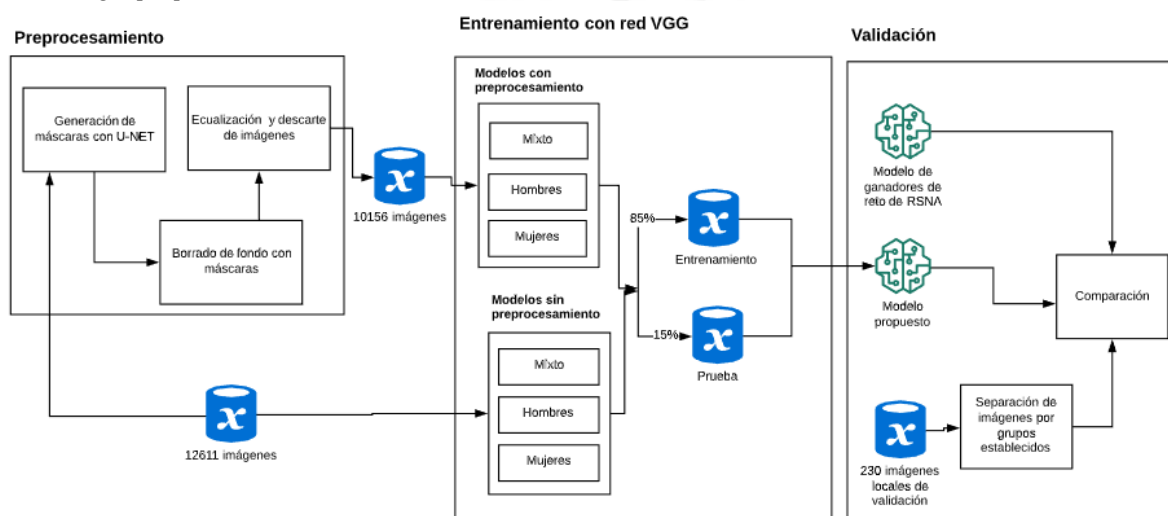 Entrenamiento con red VGG
Preprocesamiento
Validación
Generación de
máscaras con U-NET
Ecualización y descarte
de imágenes
Borrado de fondo con
máscaras
10156 imágenes
12611 imágenes
Modelos con
preprocesamiento
Mixto
Hombres
Mujeres
Modelos sin
preprocesamiento
Mixto
Hombres
Mujeres
85%
x
Entrenamiento
15%
x
Prueba
x
x
Modelo de
ganadores de
reto de RSNA
Modelo
propuesto
Comparación
x
230 imágenes
locales de
validación
Separación de
imágenes por
grupos
establecidos